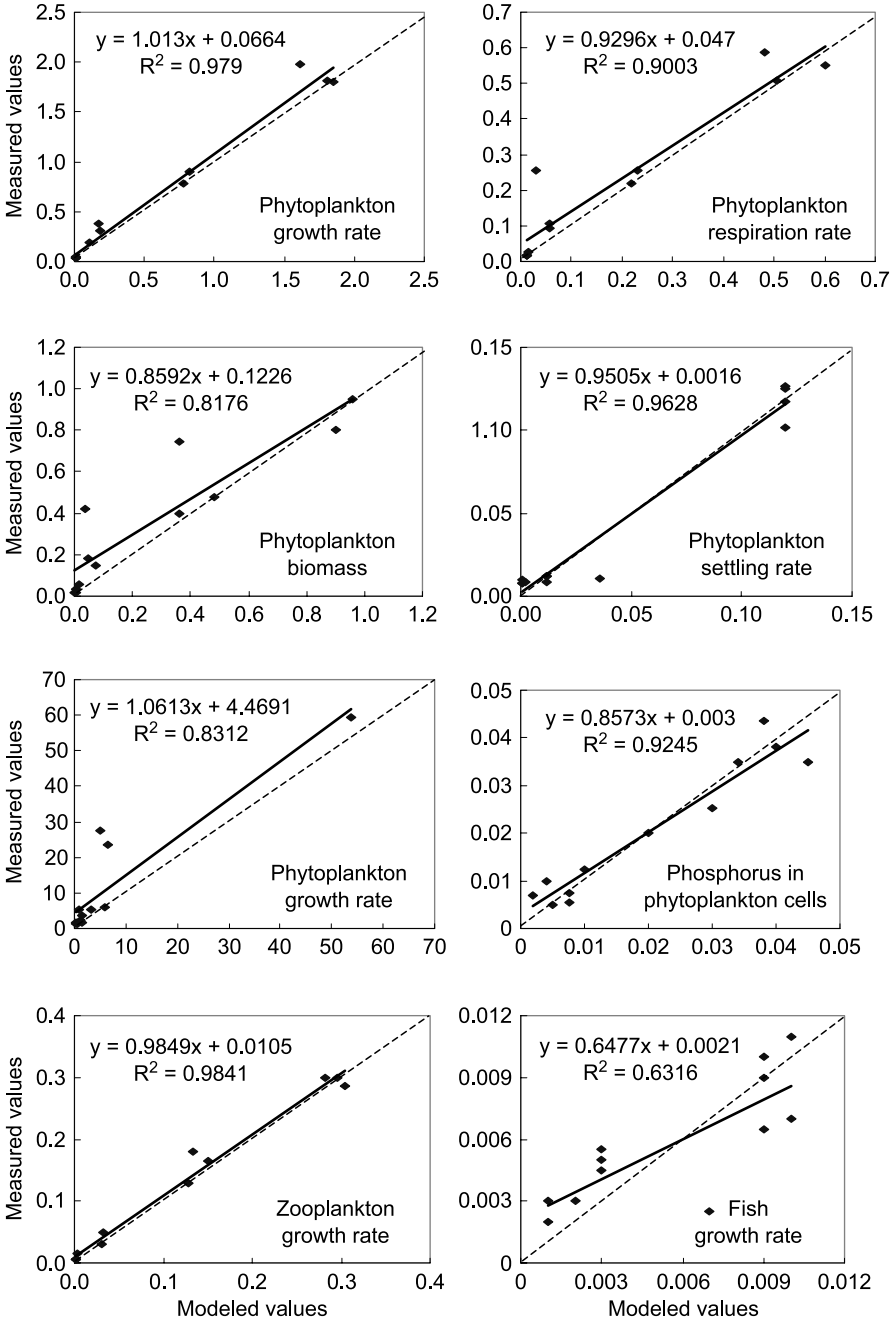 y = 1.013x + 0.0664
R² = 0.979
Measured values
2.5
2.0
1.5
1.0
0.5
0.0
0.0 0.5 1.0 1.5 2.0 2.5
Phytoplankton
growth rate
y = 0.9296x + 0.047
R² = 0.9003
0.7
0.6
0.5
0.4
0.3
0.2
0.1
0.0
0.0 0.1 0.2 0.3 0.4 0.5 0.6 0.7
Phytoplankton
respiration rate
y = 0.8592x + 0.1226
R² = 0.8176
Measured values
1.2
1.0
0.8
0.6
0.4
0.2
0.0
0.0 0.2 0.4 0.6 0.8 1.0 1.2
Phytoplankton
biomass
y = 0.9505x + 0.0016
R² = 0.9628
0.15
1.10
0.05
0.00
0.00 0.05 0.10 0.15
Phytoplankton
settling rate
y = 1.0613x + 4.4691
R² = 0.8312
Measured values
70
60
50
40
30
20
10
0
0 10 20 30 40 50 60 70
Phytoplankton
growth rate
y = 0.8573x + 0.003
R² = 0.9245
0.05
0.04
0.03
0.02
0.01
0
0 0.01 0.02 0.03 0.04 0.05
Phosphorus in
phytoplankton cells
y = 0.9849x + 0.0105
R² = 0.9841
Measured values
0.4
0.3
0.2
0.1
0.0
0.0 0.1 0.2 0.3 0.4
Zooplankton
growth rate
Modeled values
y = 0.6477x + 0.0021
R² = 0.6316
0.012
0.009
0.006
0.003
0
0 0.003 0.006 0.009 0.012
Fish
growth rate
Modeled values